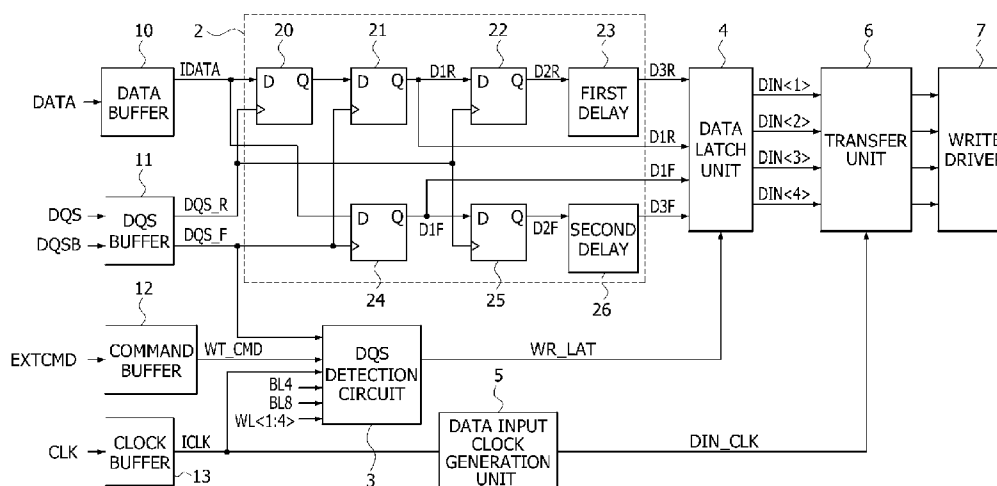 10
2
20
21
22
23
4
6
7
IDATA
D Q
D Q
D1R
D Q
D2R
D3R
DATA
DATA
BUFFER
FIRST
DELAY
DATA
LATCH
UNIT
DIN<1>
DIN<2>
DIN<3>
DIN<4>
TRANSFER
UNIT
WRITE
DRIVER
D1R
D1F
11
DQS
DQSB
DQS
BUFFER
DQS_R
DQS_F
D Q
D1F
D Q
D2F
SECOND
DELAY
D3F
24
25
26
12
EXTCMD
COMMAND
BUFFER
WT_CMD
BL4
BL8
WL<1:4>
DQS
DETECTION
CIRCUIT
WR_LAT
3
5
CLK
CLOCK
BUFFER
ICLK
13
DATA INPUT
CLOCK
GENERATION
UNIT
DIN_CLK